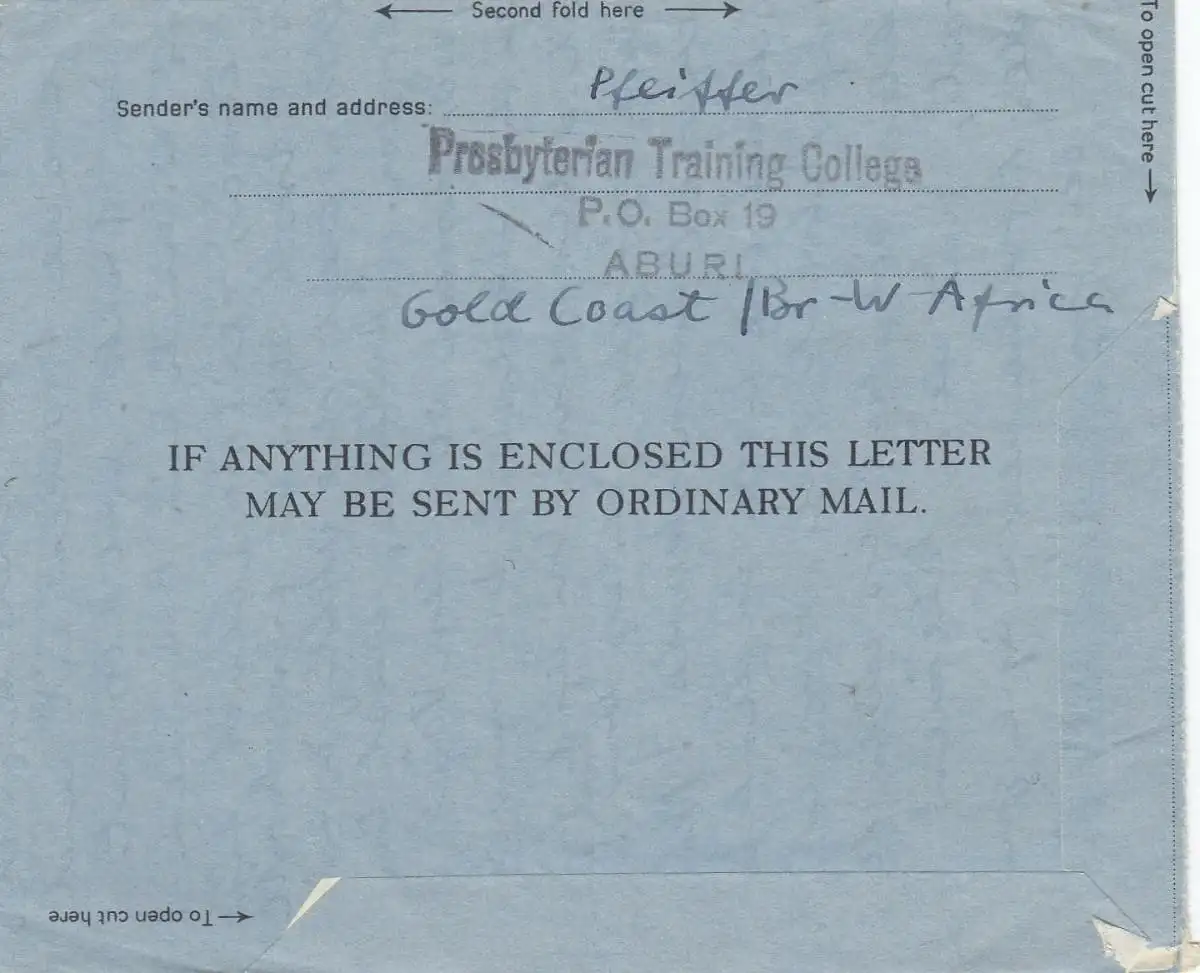 Second fold here
To open cut here
Sender's name and address: Pfeiffer
Presbyterian Training College
P.O. Box 19
ABURI
Gold Coast / Br-W-Africa
IF ANYTHING IS ENCLOSED THIS LETTER
MAY BE SENT BY ORDINARY MAIL.
To open cut here